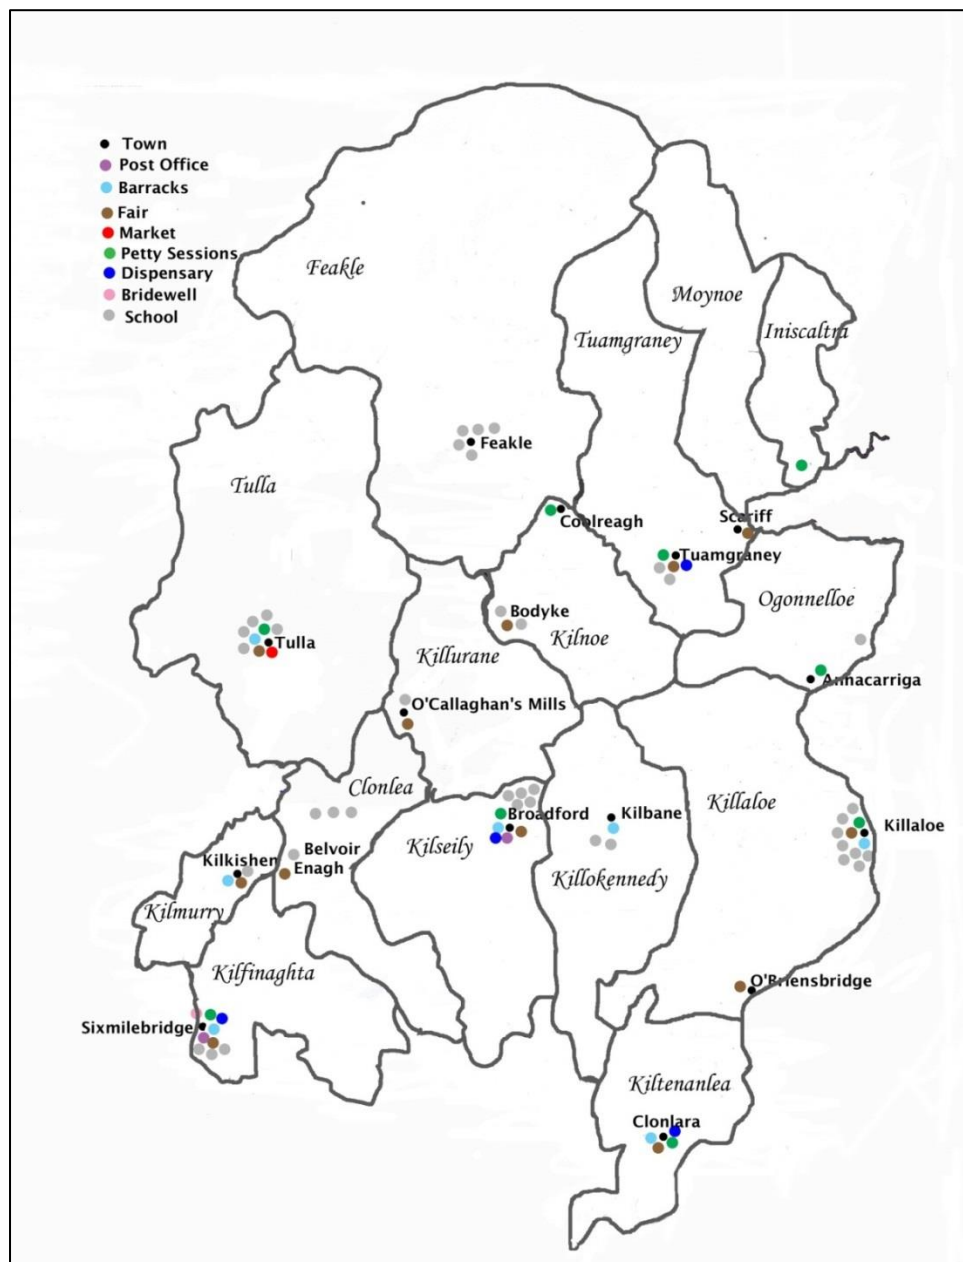 Town
Post Office
Barracks
Fair
Market
Petty Sessions
Dispensary
Bridewell
School
Feakle
Moynoe
Iniscaltra
Tuamgraney
Feakle
Tulla
Scariff
Coolreagh
Tuamgraney
Ogonnelloe
Bodyke
Kilnoe
Tulla
Killurane
Annacarriga
O'Callaghan's Mills
Clonlea
Killaloe
Broadford
Kilbane
Killaloe
Kilseily
Belvoir
Kilkishen
Enagh
Killokennedy
Kilmurry
Kilfinaghta
O'Briensbridge
Sixmilebridge
Kiltenanlea
Clonlara